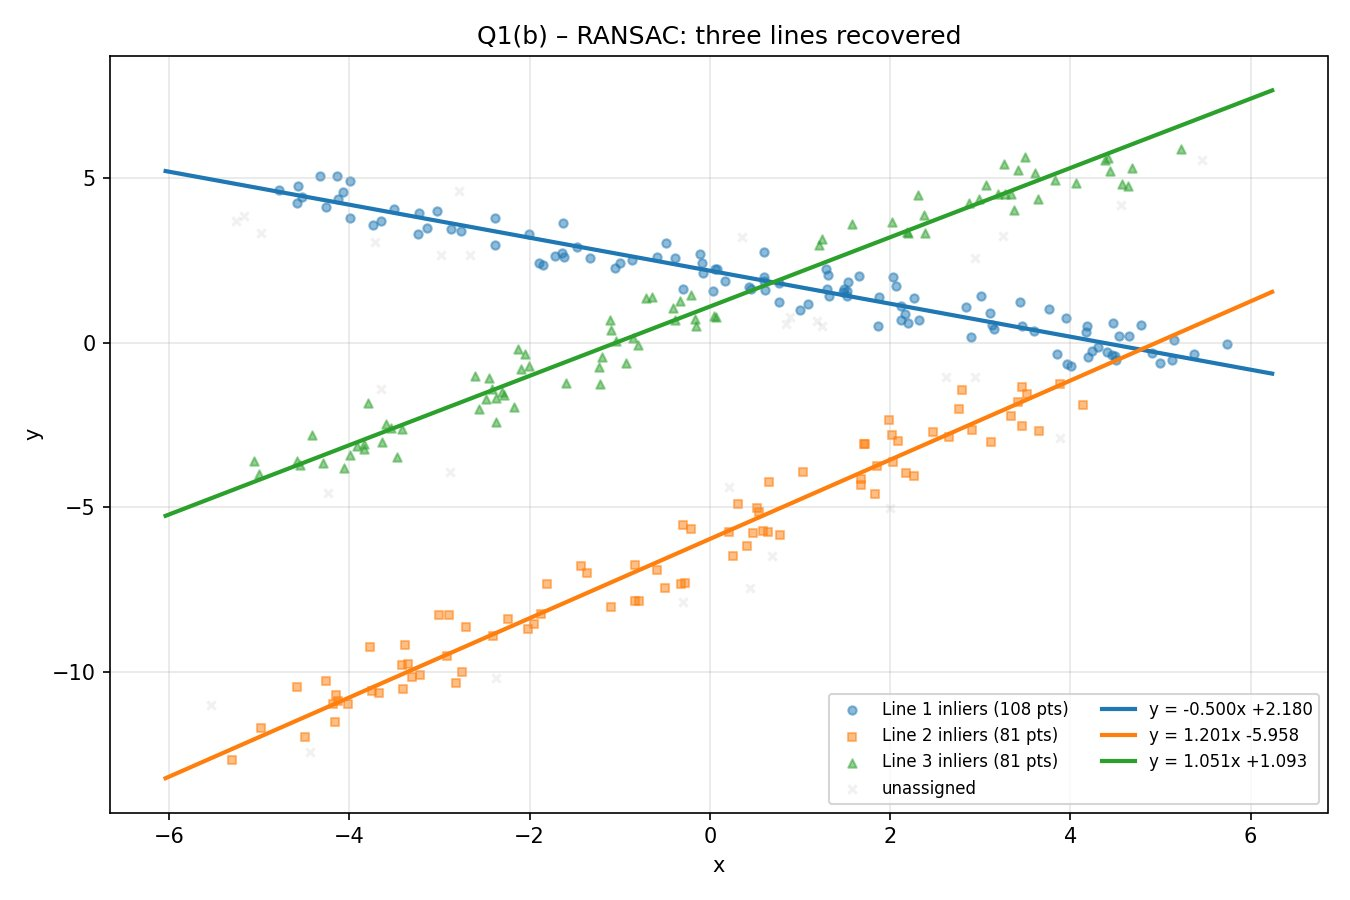 Q1(b) – RANSAC: three lines recovered
y
5
0
−5
−10
−6
−4
−2
0
2
4
6
x
Line 1 inliers (108 pts)
Line 2 inliers (81 pts)
Line 3 inliers (81 pts)
unassigned
y = -0.500x +2.180
y = 1.201x -5.958
y = 1.051x +1.093